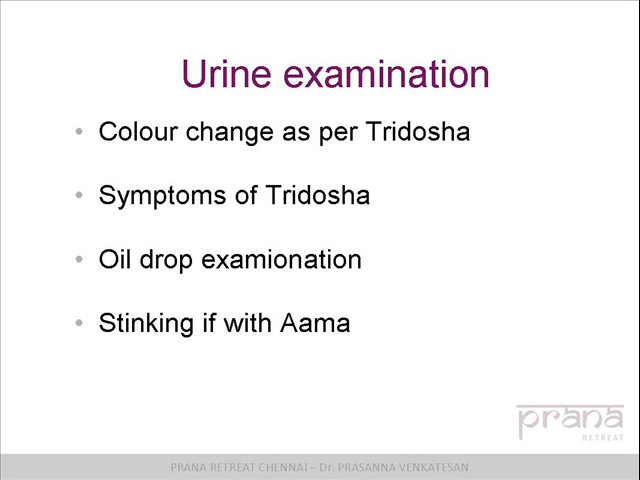 Urine examination
• Colour change as per Tridosha
• Symptoms of Tridosha
• Oil drop examionation
• Stinking if with Aama
prana
RETREAT
PRANA RETREAT CHENNAI – Dr. PRASANNA VENKATESAN